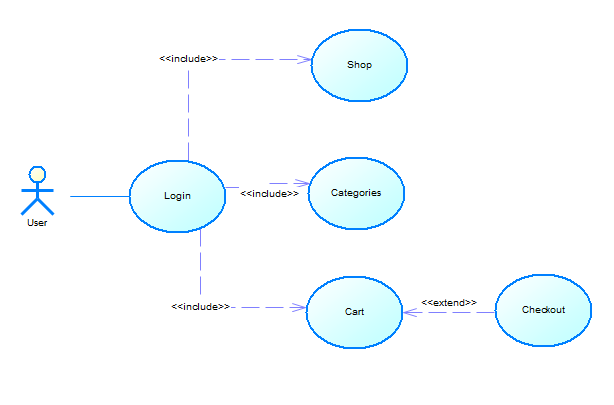 <<include>>
Shop
Login
<<include>>
Categories
User
<<include>>
Cart
<<extend>>
Checkout